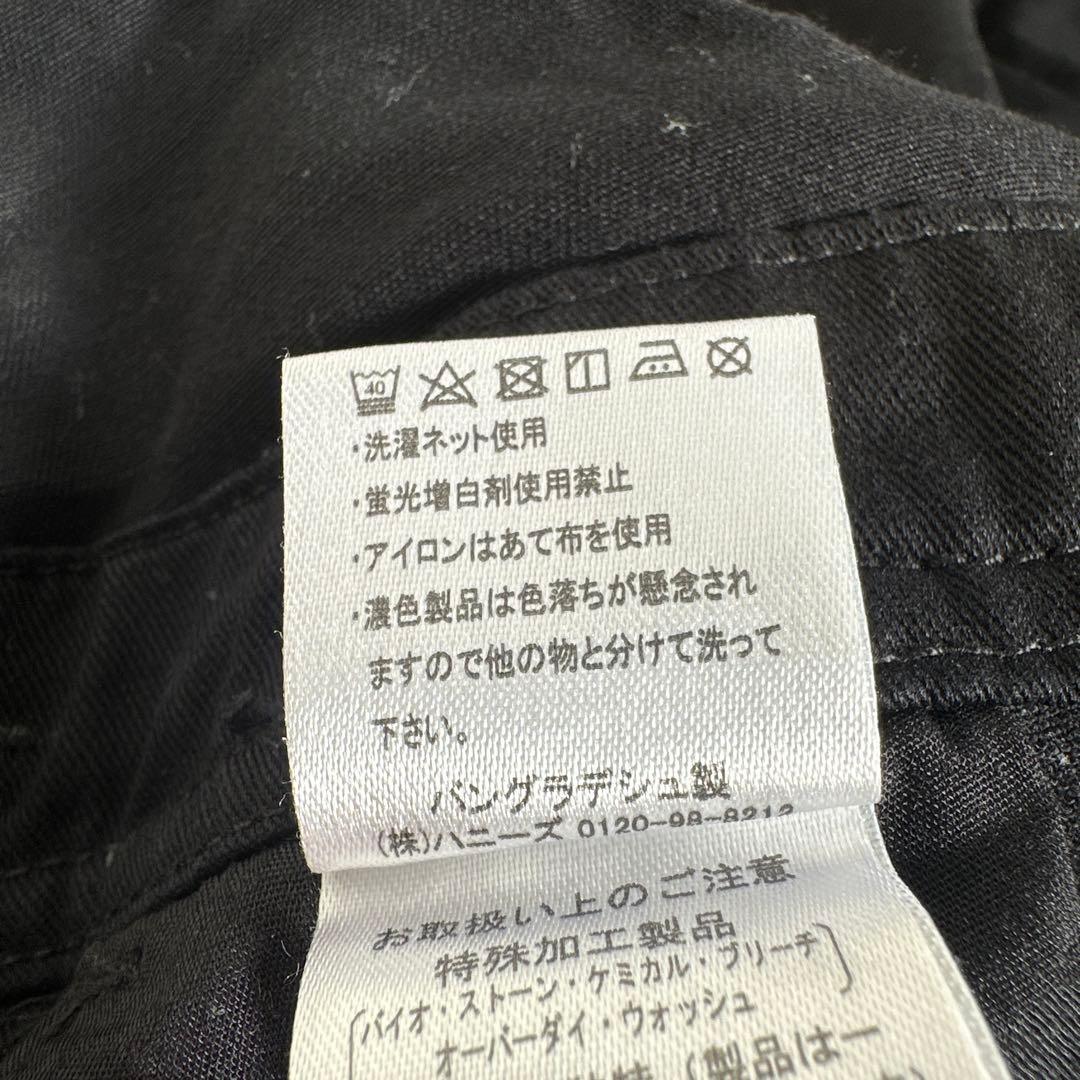 40
・洗濯ネット使用
・蛍光増白剤使用禁止
・アイロンはあて布を使用
・濃色製品は色落ちが懸念され
ますので他の物と分けて洗って
下さい。
バングラデシュ製
(株)ハニーズ 0120-98-8212
お取扱い上のご注意
特殊加工製品
バイオ・ストーン・ケミカル・ブリーチ
オーバーダイ・ウォッシュ
(製品は一